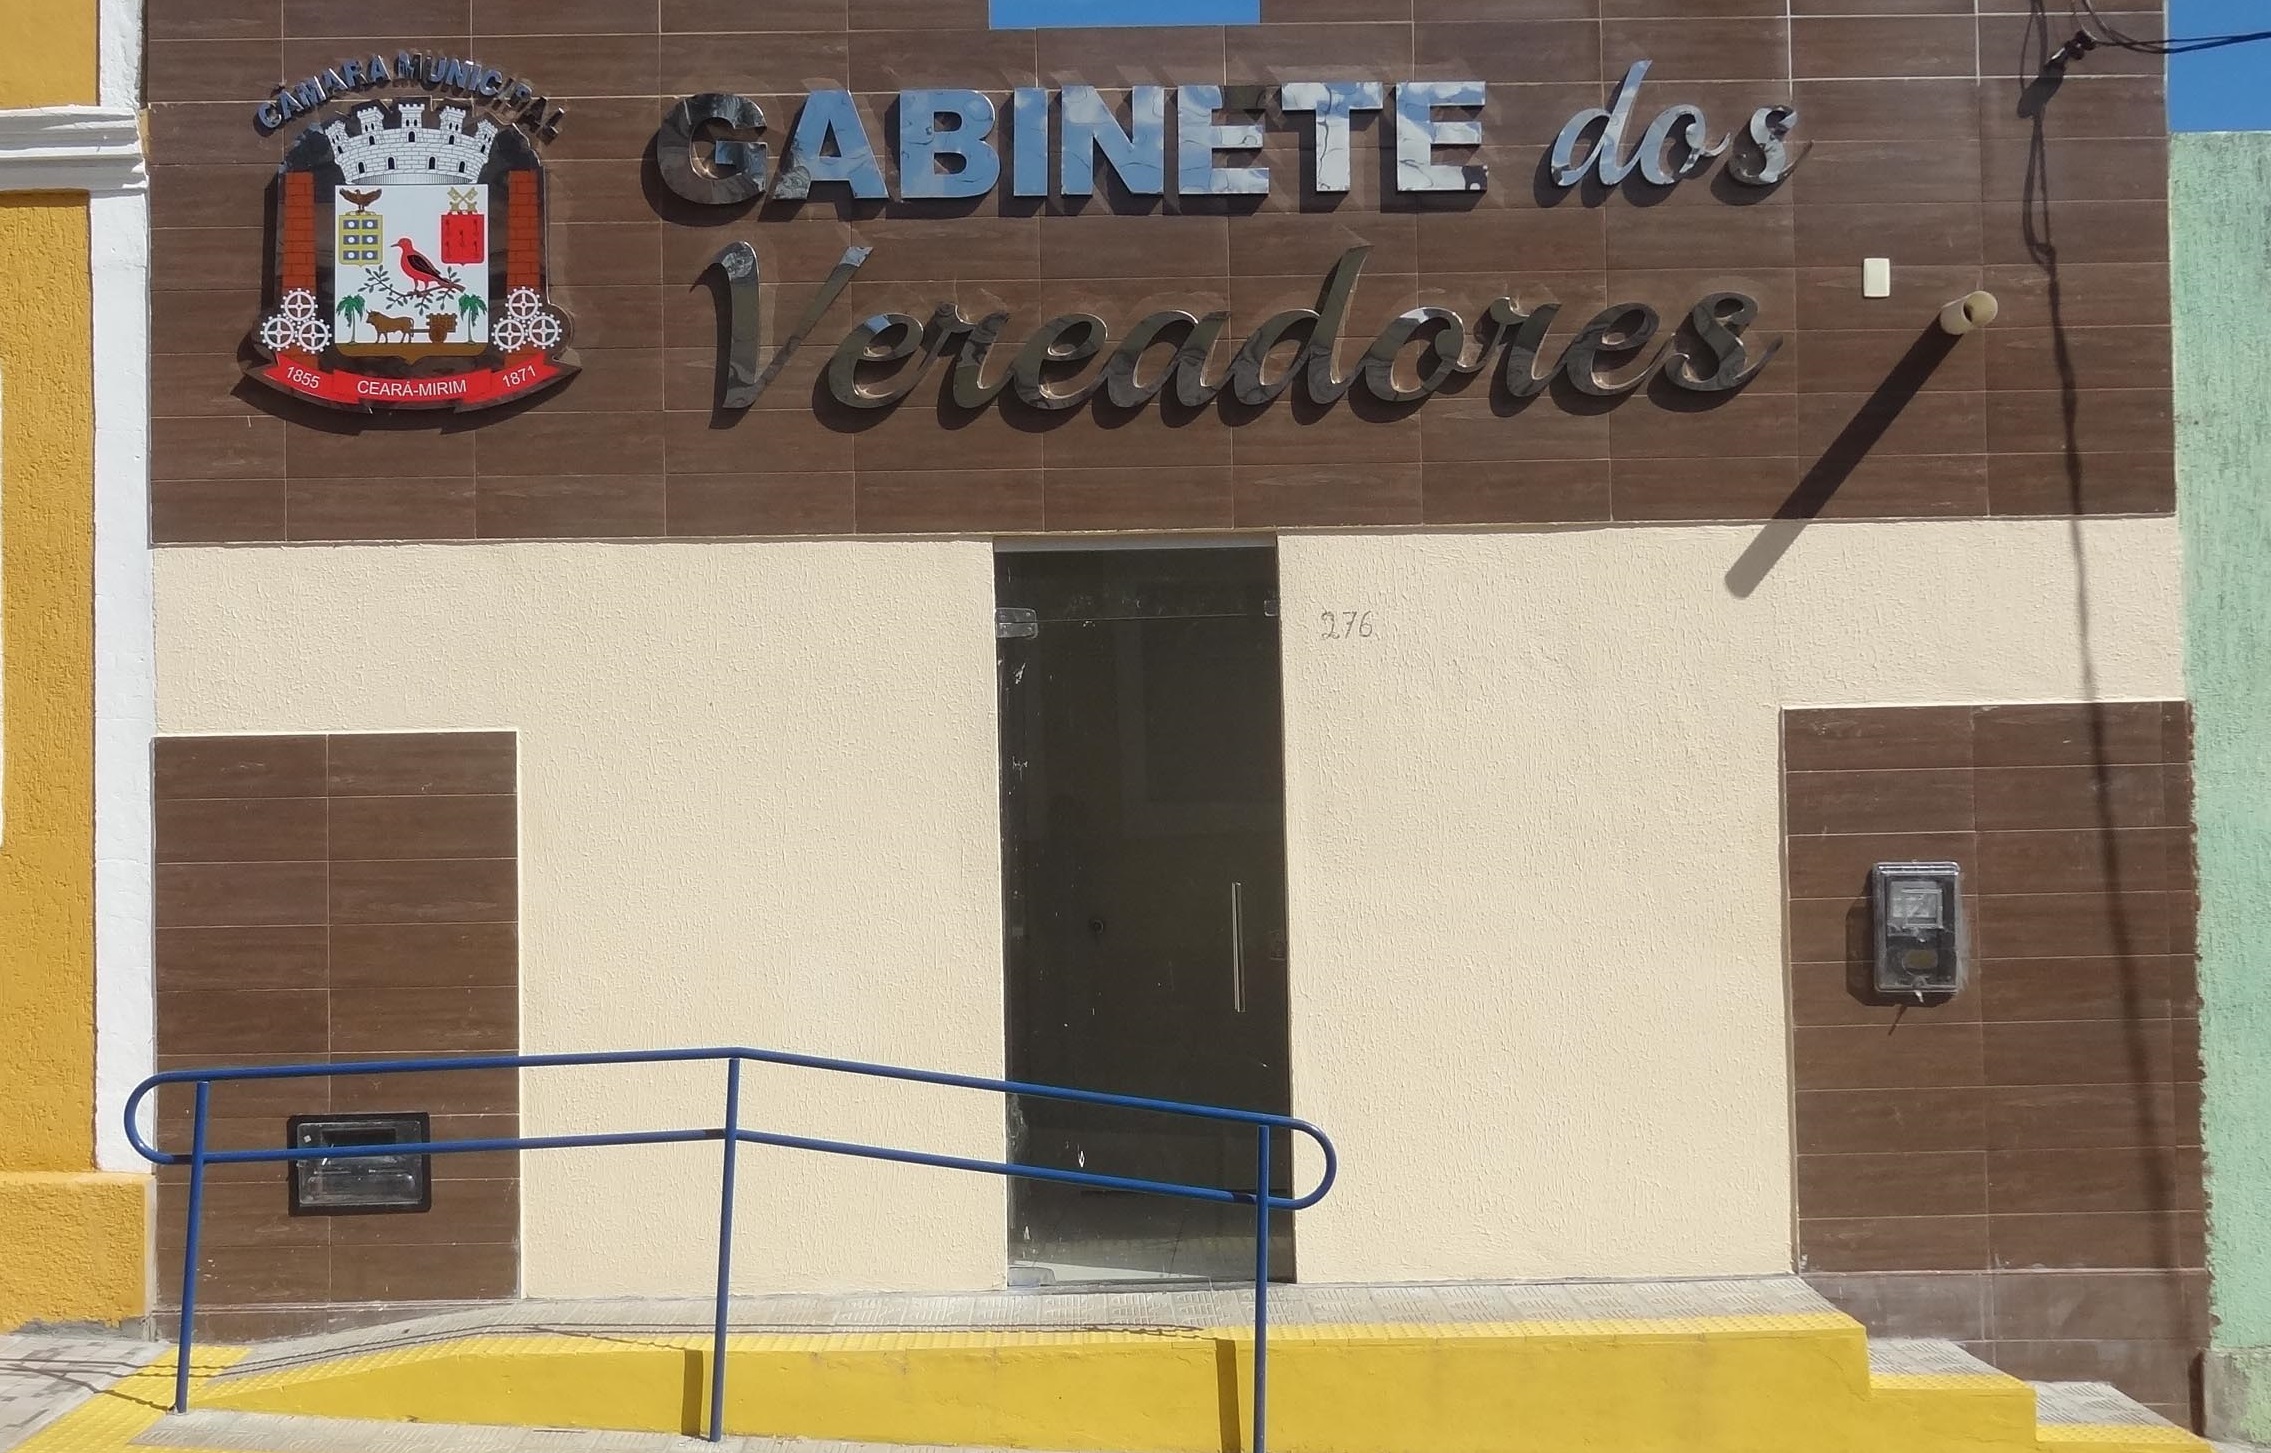 CÂMARA MUNICIPAL
GABINETE dos
Vereadores
1855 CEARÁ-MIRIM 1871
276